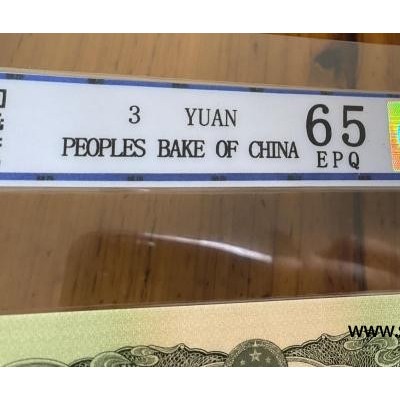 3 YUAN
PEOPLES BAKE OF CHINA
65
EPQ
www.s